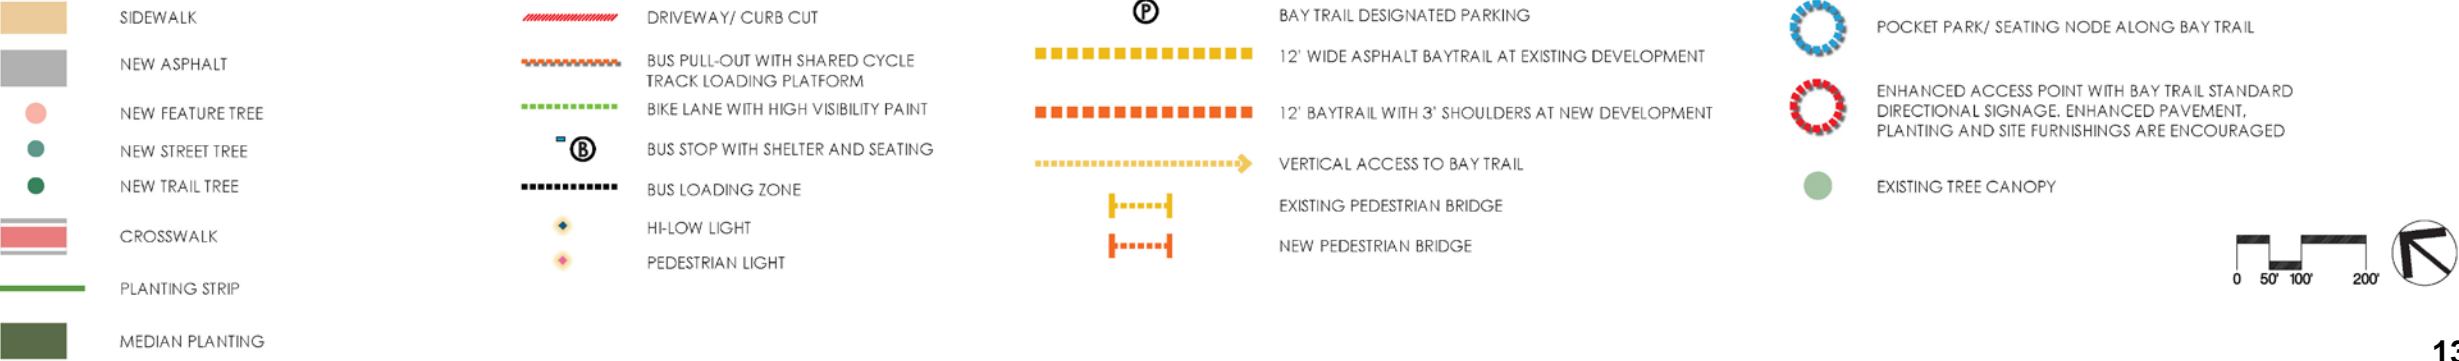 SIDEWALK
NEW ASPHALT
NEW FEATURE TREE
NEW STREET TREE
NEW TRAIL TREE
CROSSWALK
PLANTING STRIP
MEDIAN PLANTING
DRIVEWAY/ CURB CUT
BUS PULL-OUT WITH SHARED CYCLE
TRACK LOADING PLATFORM
BIKE LANE WITH HIGH VISIBILITY PAINT
B
BUS STOP WITH SHELTER AND SEATING
BUS LOADING ZONE
HI-LOW LIGHT
PEDESTRIAN LIGHT
P
BAY TRAIL DESIGNATED PARKING
12' WIDE ASPHALT BAYTRAIL AT EXISTING DEVELOPMENT
12' BAYTRAIL WITH 3' SHOULDERS AT NEW DEVELOPMENT
VERTICAL ACCESS TO BAY TRAIL
EXISTING PEDESTRIAN BRIDGE
NEW PEDESTRIAN BRIDGE
POCKET PARK/ SEATING NODE ALONG BAY TRAIL
ENHANCED ACCESS POINT WITH BAY TRAIL STANDARD
DIRECTIONAL SIGNAGE. ENHANCED PAVEMENT,
PLANTING AND SITE FURNISHINGS ARE ENCOURAGED
EXISTING TREE CANOPY
0 50' 100' 200'